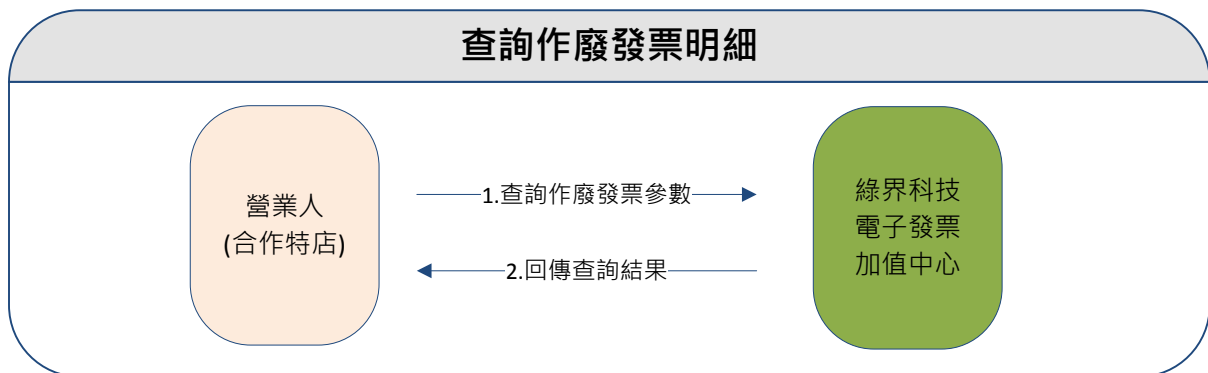 查詢作廢發票明細
營業人
(合作特店)
1.查詢作廢發票參數
2.回傳查詢結果
綠界科技
電子發票
加值中心